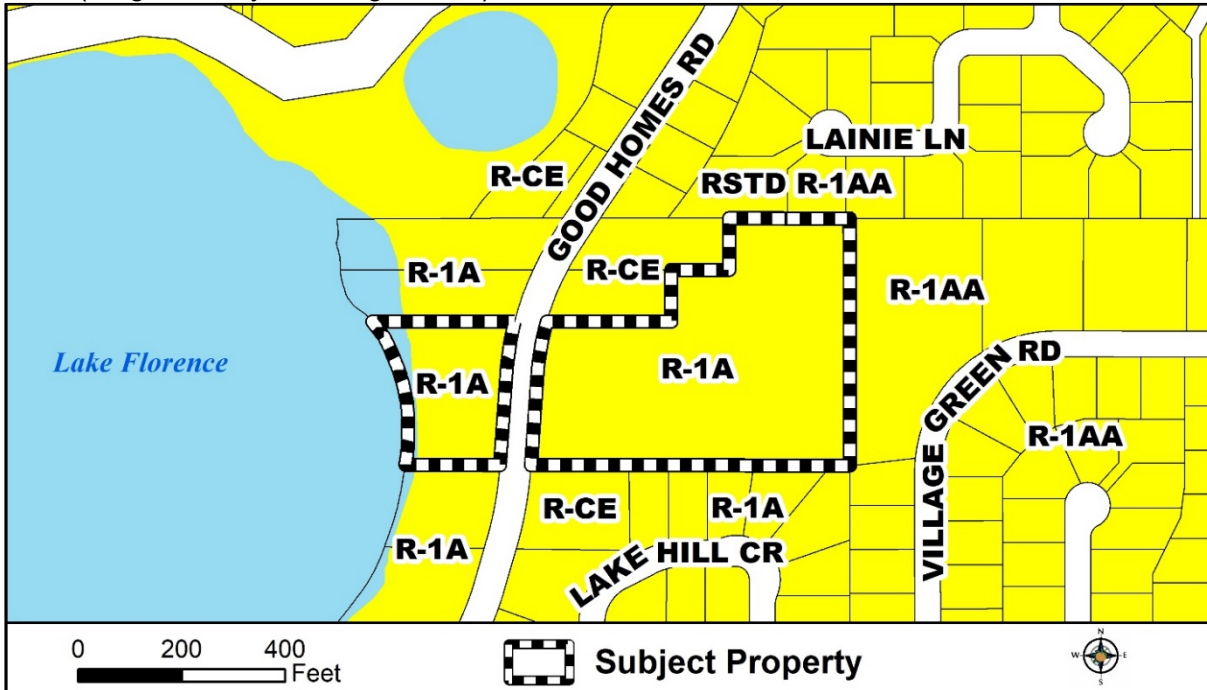 GOOD HOMES RD
LAINIE LN
R-CE
RSTD R-1AA
R-1A
R-CE
R-1AA
Lake Florence
R-1A
R-1A
VILLAGE GREEN RD
R-1AA
R-CE
R-1A
R-1A
LAKE HILL CR
0 200 400
Feet
Subject Property
N
W E
S